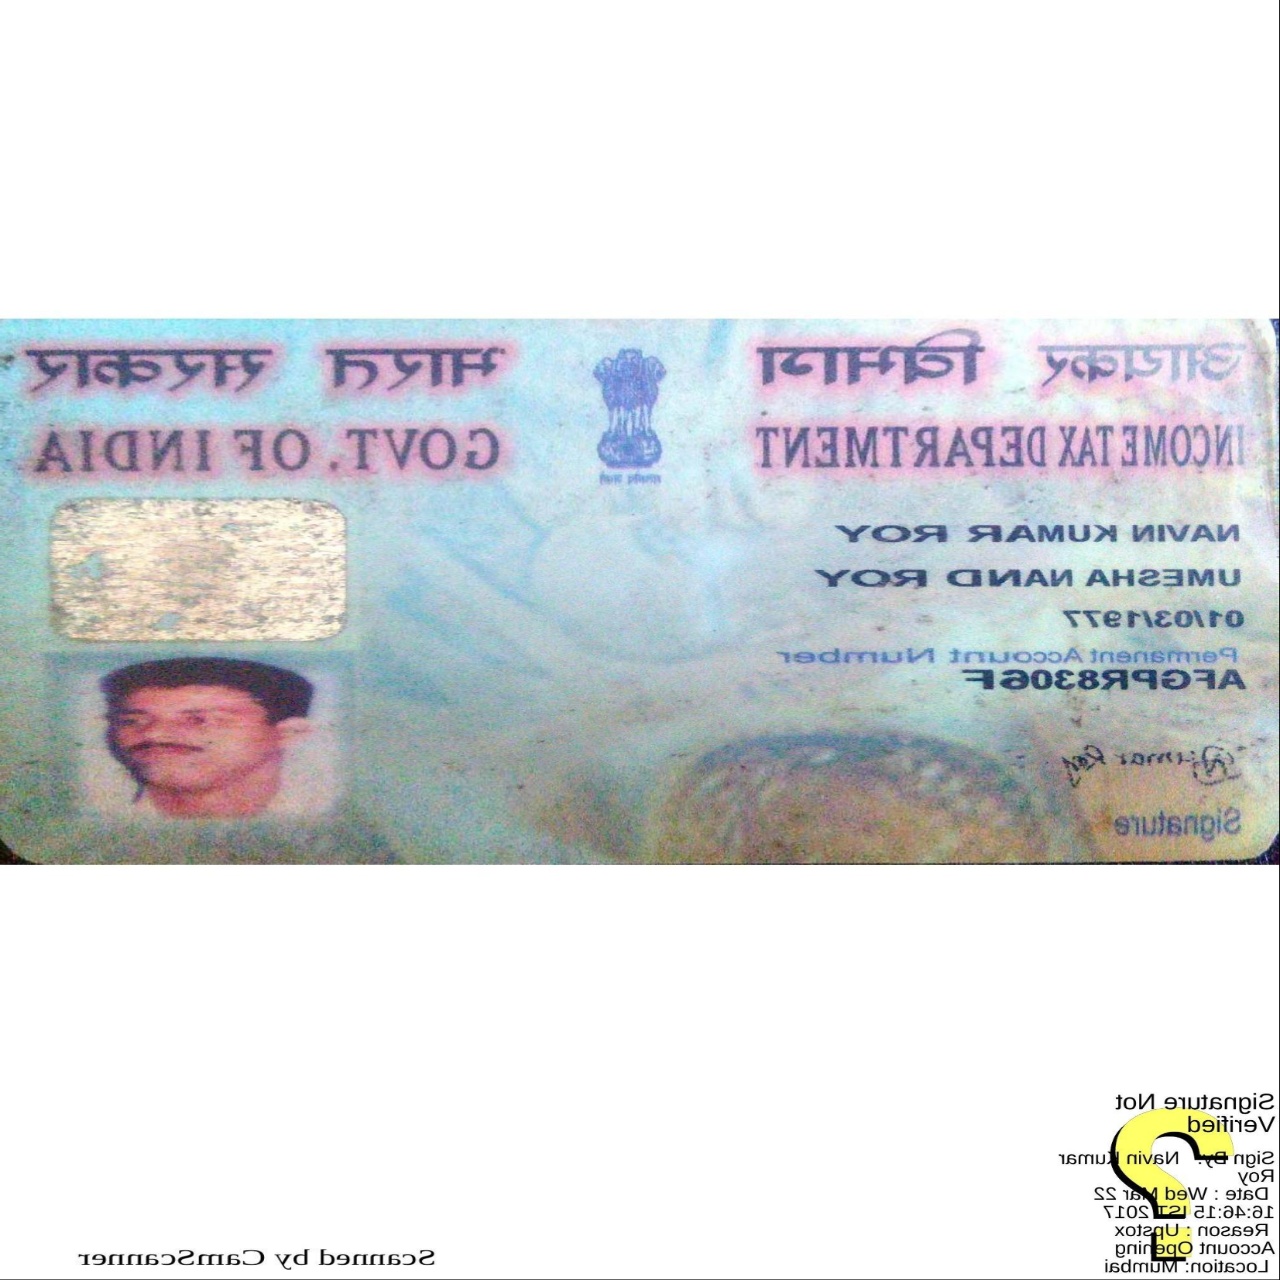 आयकर विभाग
INCOME TAX DEPARTMENT
भारत सरकार
GOVT. OF INDIA
सत्यमेव जयते
NAVIN KUMAR ROY
UMESHA NAND ROY
01/03/1977
Permanent Account Number
AFGPR8306F
Kumar Roy
Signature
Signature Not
Verified
Sign By: Navin Kumar
Roy
Date : Wed Mar 22
16:46:15 IST 2017
Reason : Upstox
Account Opening
Location: Mumbai
Scanned by CamScanner